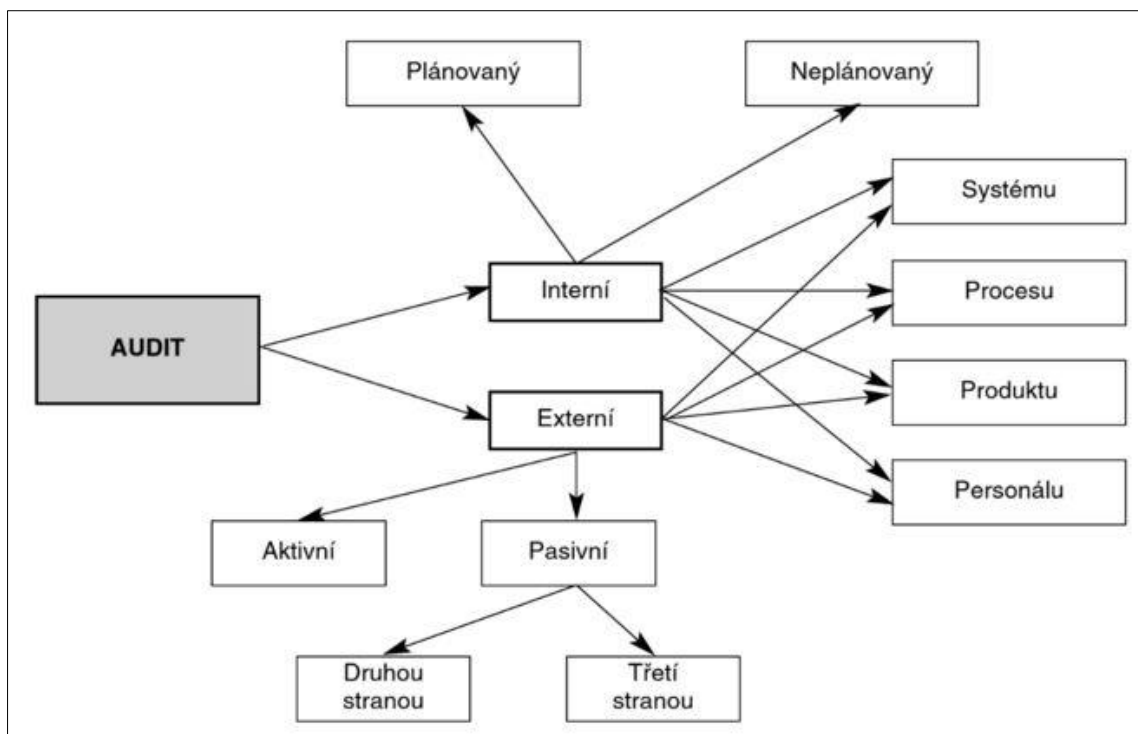 Plánovaný
Neplánovaný
Systému
Interní
Procesu
AUDIT
Produktu
Externí
Personálu
Aktivní
Pasivní
Druhou
stranou
Třetí
stranou